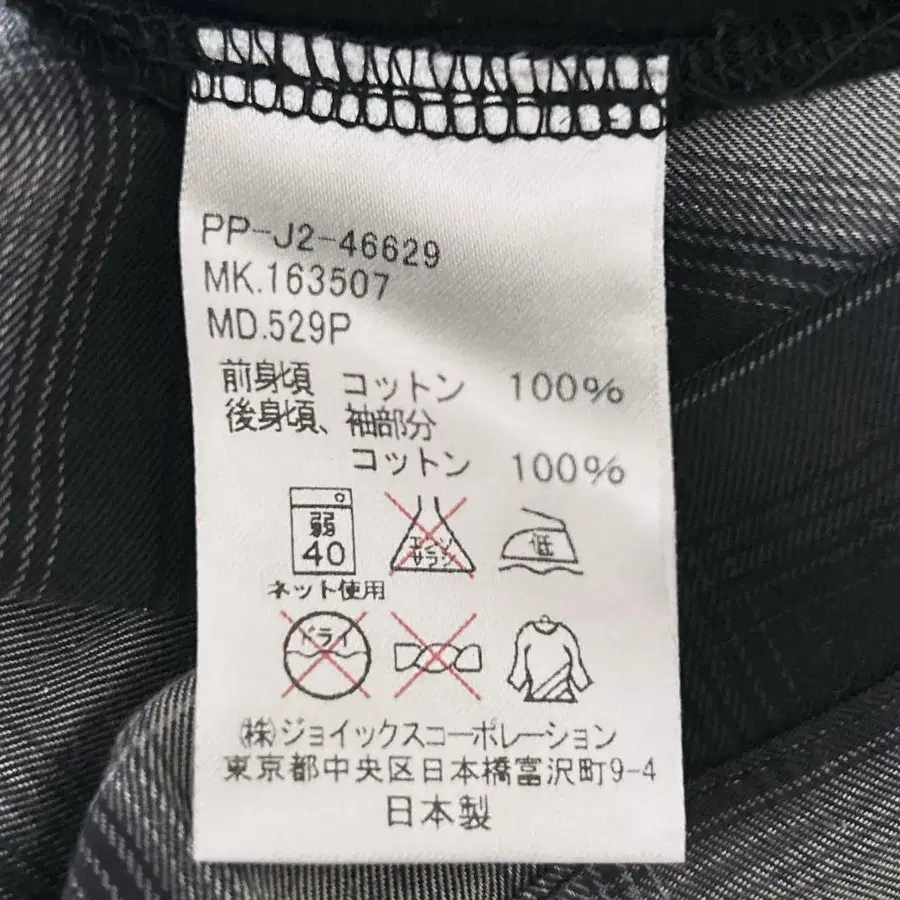 PP-J2-46629
MK.163507
MD.529P
前身頃 コットン 100%
後身頃、袖部分
コットン 100%
弱
40
エンソ
サラシ
低
ネット使用
ドライ
㈱ジョイックスコーポレーション
東京都中央区日本橋富沢町9-4
日本製